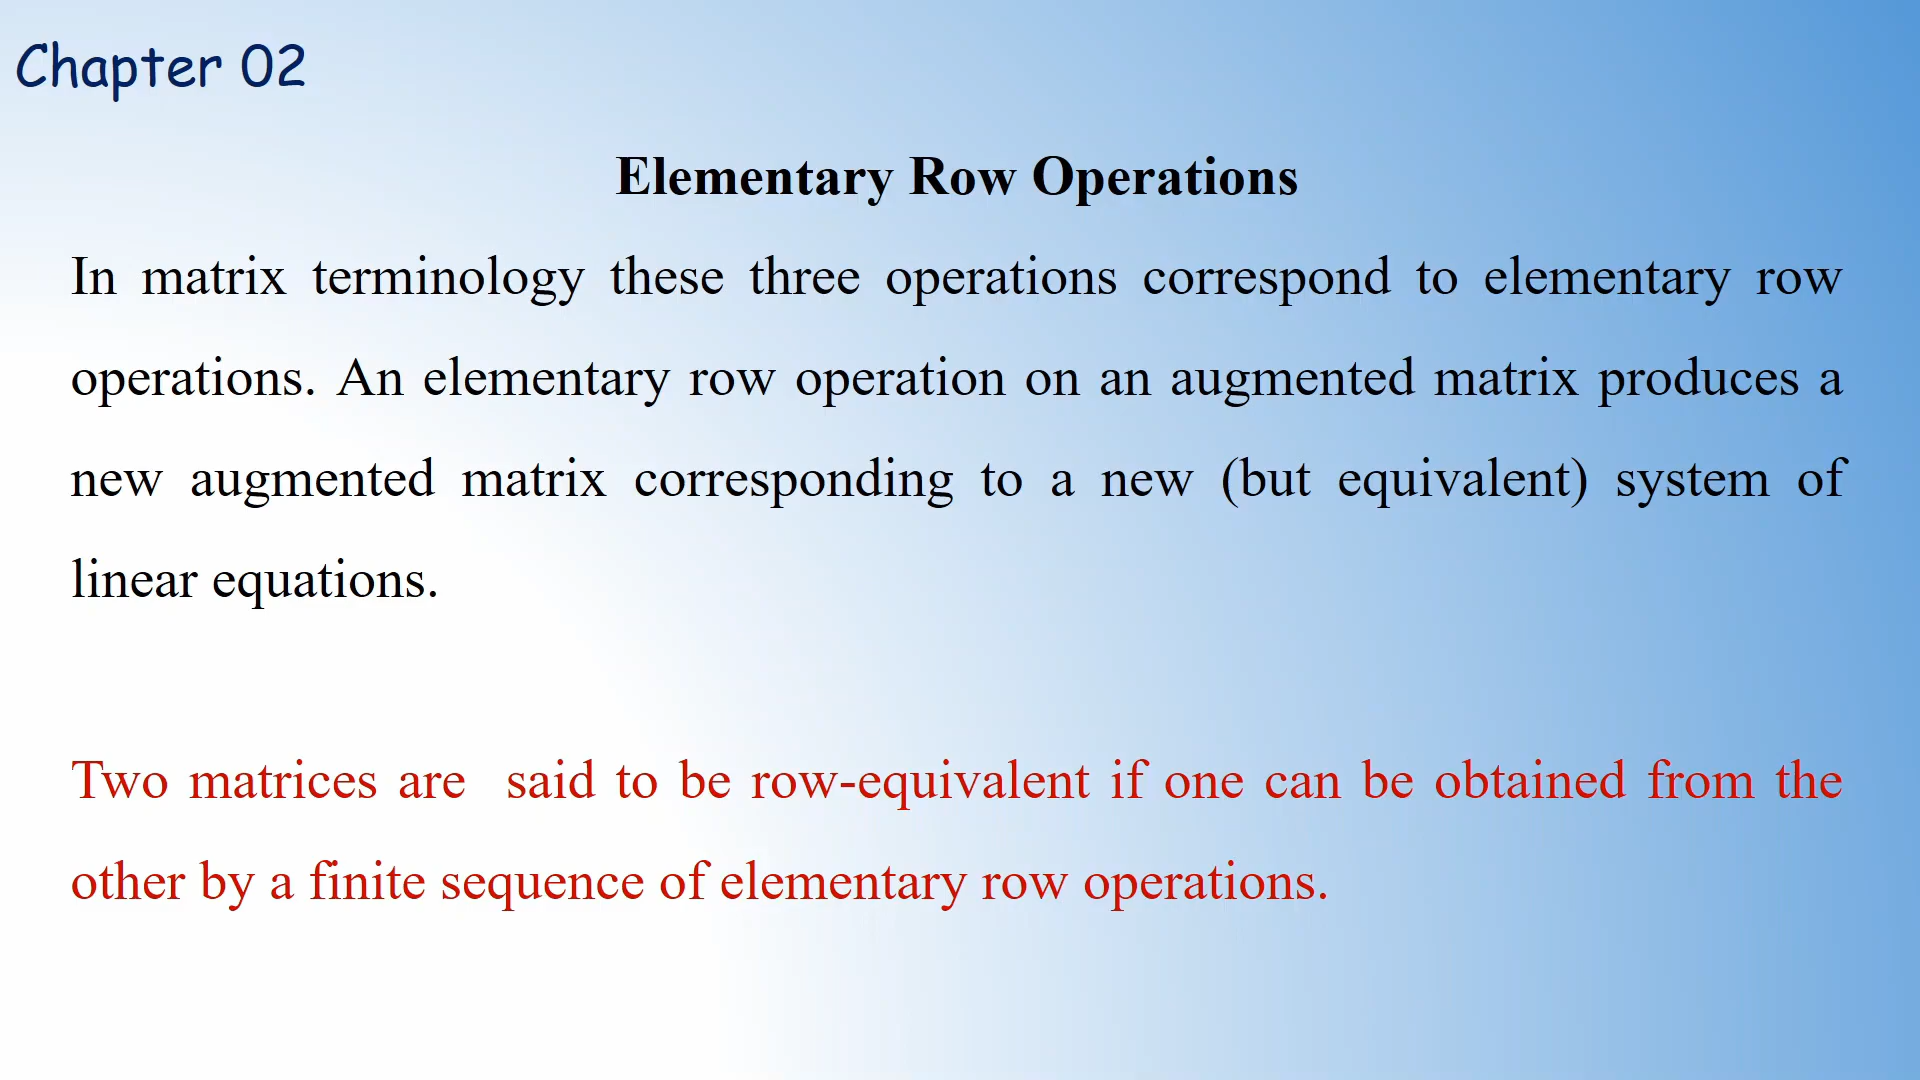 Chapter 02
Elementary Row Operations
In matrix terminology these three operations correspond to elementary row
operations. An elementary row operation on an augmented matrix produces a
new augmented matrix corresponding to a new (but equivalent) system of
linear equations.
Two matrices are said to be row-equivalent if one can be obtained from the
other by a finite sequence of elementary row operations.